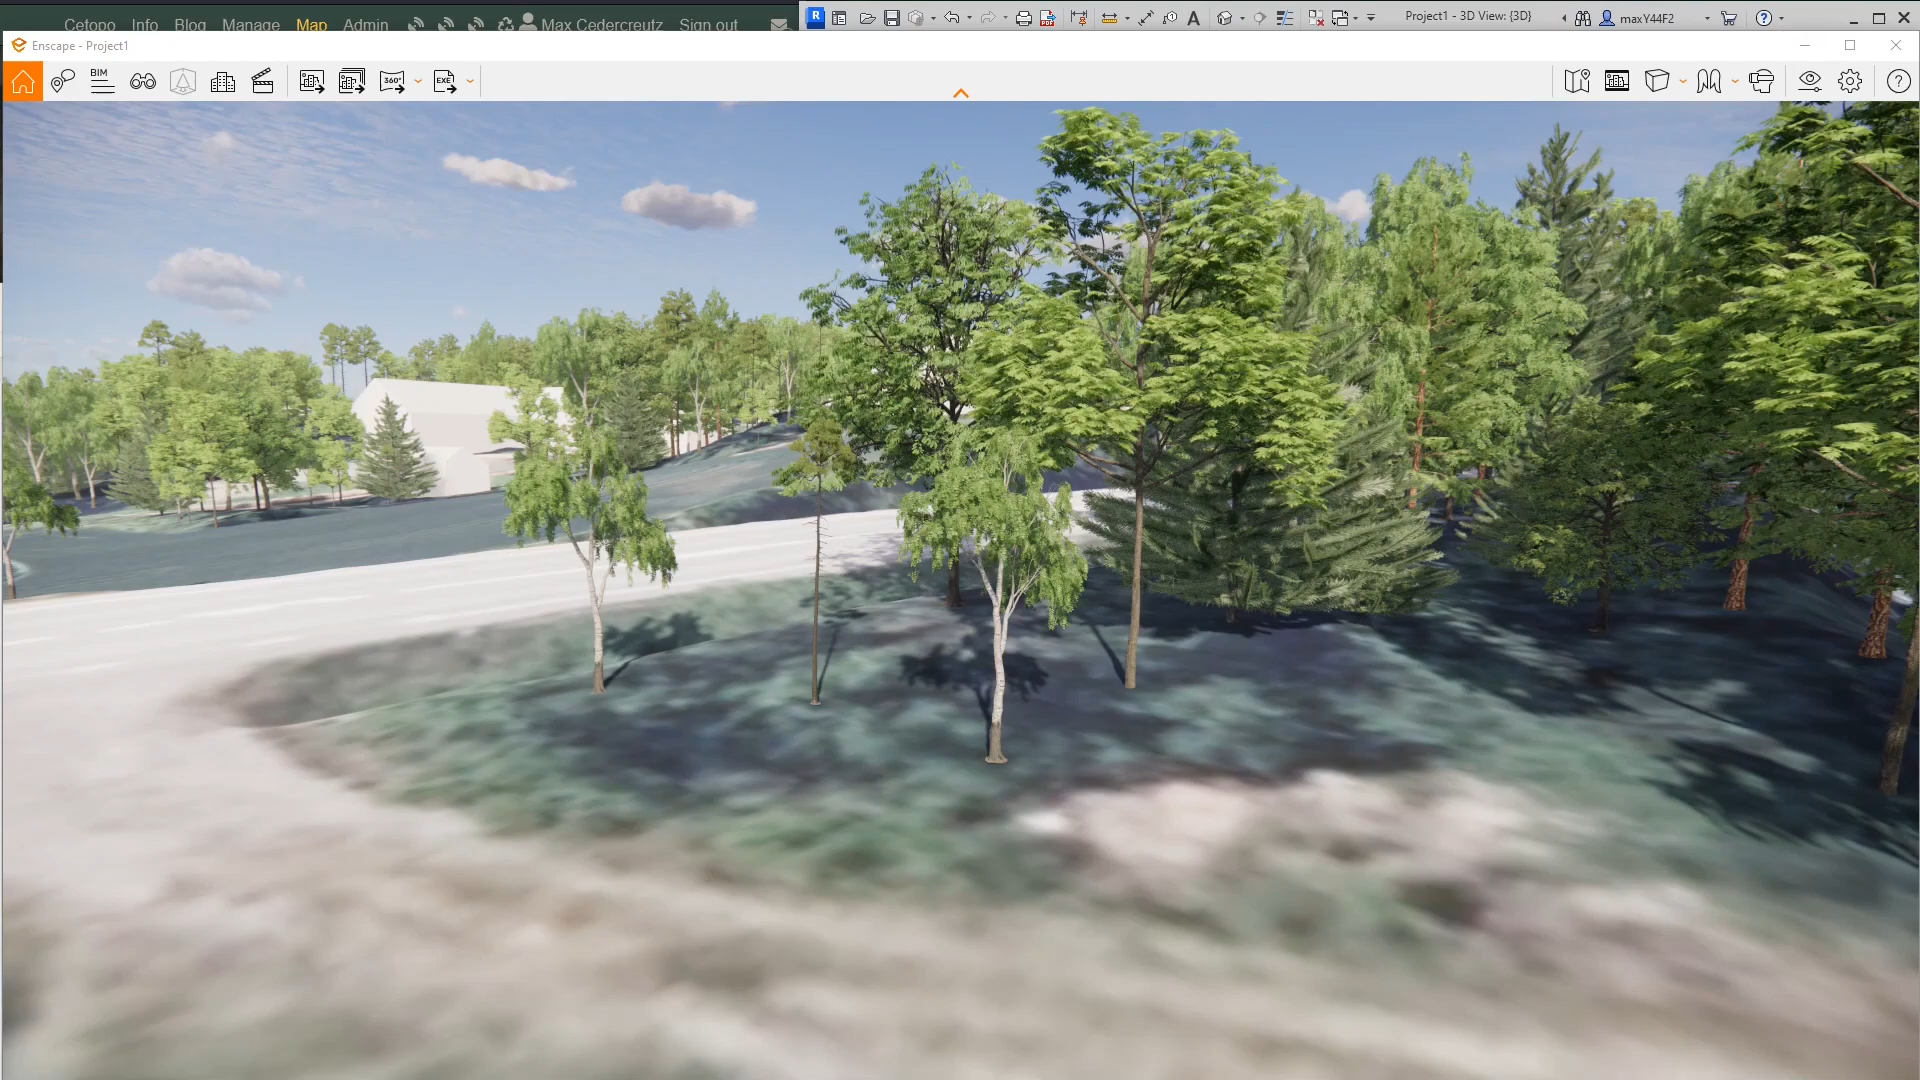 Cetopo Info Blog Manage Map Admin Max Cedercreutz Sign out
R A Project1 - 3D View: {3D} maxY44F2 ?
Enscape - Project1
BIM 360° EXE ?